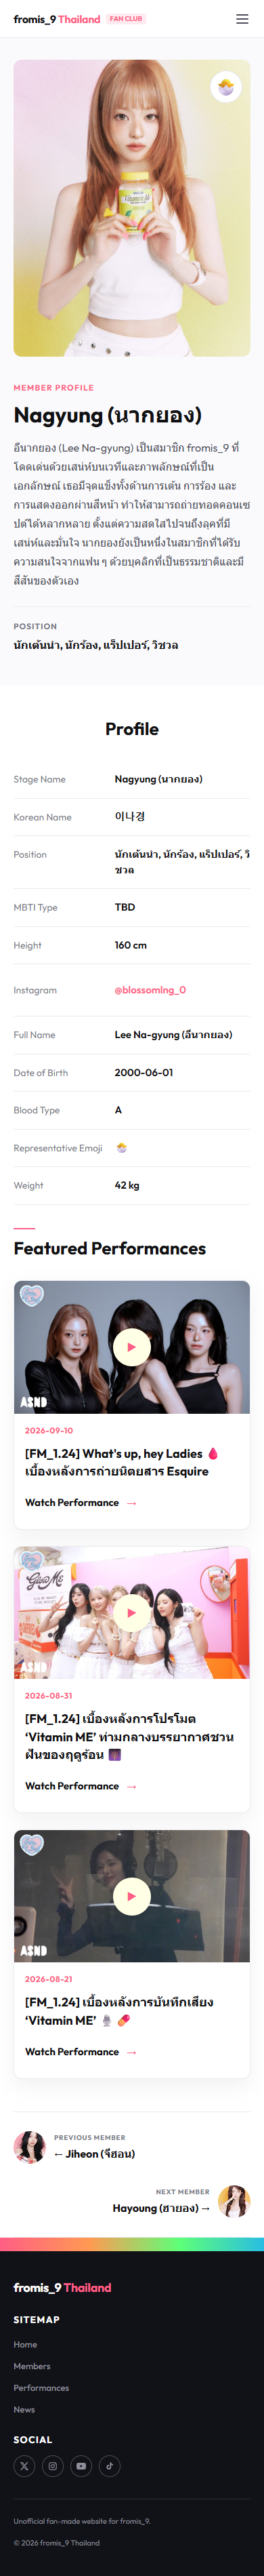 fromis_9 Thailand FAN CLUB
MEMBER PROFILE
Nagyung (นากยอง)
อีนากยอง (Lee Na-gyung) เป็นสมาชิก fromis_9 ที่
โดดเด่นด้วยเสน่ห์บนเวทีและภาพลักษณ์ที่เป็น
เอกลักษณ์ เธอมีจุดแข็งทั้งด้านการเต้น การร้อง และ
การแสดงออกผ่านสีหน้า ทำให้สามารถถ่ายทอดคอนเซ
ปต์ได้หลากหลาย ตั้งแต่ความสดใสไปจนถึงลุคที่มี
เสน่ห์และมั่นใจ นากยองยังเป็นหนึ่งในสมาชิกที่ได้รับ
ความสนใจจากแฟน ๆ ด้วยบุคลิกที่เป็นธรรมชาติและมี
สีสันของตัวเอง
POSITION
นักเต้นนำ, นักร้อง, แร็ปเปอร์, วิชวล
Profile
Stage Name Nagyung (นากยอง)
Korean Name 이나경
Position นักเต้นนำ, นักร้อง, แร็ปเปอร์, วิ
ชวล
MBTI Type TBD
Height 160 cm
Instagram @blossomlng_0
Full Name Lee Na-gyung (อีนากยอง)
Date of Birth 2000-06-01
Blood Type A
Representative Emoji 🐣
Weight 42 kg
Featured Performances
ASND
2026-09-10
[FM_1.24] What's up, hey Ladies 🩸
เบื้องหลังการถ่ายนิตยสาร Esquire
Watch Performance →
Glow ME
ASND
2026-08-31
[FM_1.24] เบื้องหลังการโปรโมต
‘Vitamin ME’ ท่ามกลางบรรยากาศชวน
ฝันของฤดูร้อน 🎆
Watch Performance →
ASND
2026-08-21
[FM_1.24] เบื้องหลังการบันทึกเสียง
‘Vitamin ME’ 🎙️ 💊
Watch Performance →
PREVIOUS MEMBER
← Jiheon (จีฮอน)
NEXT MEMBER
Hayoung (ฮายอง) →
fromis_9 Thailand
SITEMAP
Home
Members
Performances
News
SOCIAL
Unofficial fan-made website for fromis_9.
© 2026 fromis_9 Thailand